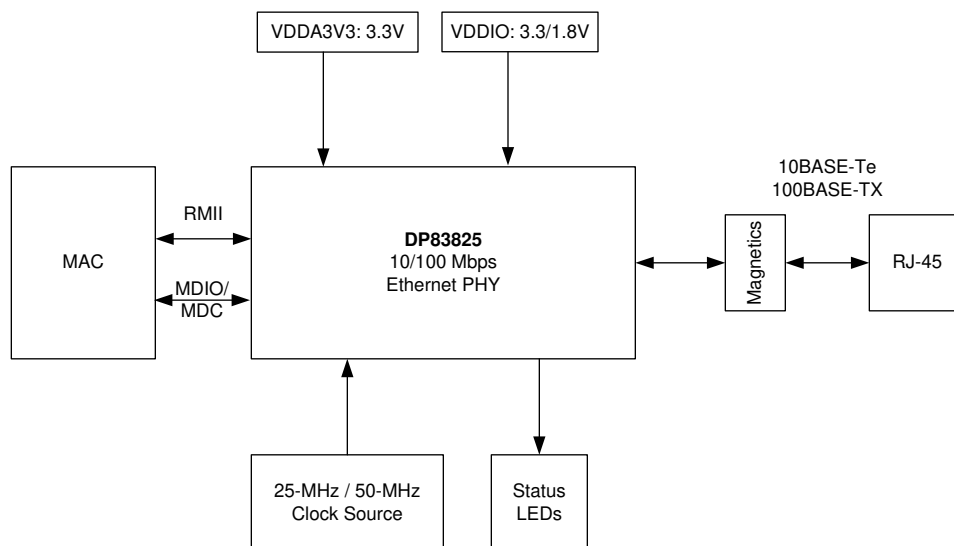 VDDA3V3: 3.3V
VDDIO: 3.3/1.8V
10BASE-Te
100BASE-TX
MAC
RMII
MDIO/
MDC
DP83825
10/100 Mbps
Ethernet PHY
Magnetics
RJ-45
25-MHz / 50-MHz
Clock Source
Status
LEDs